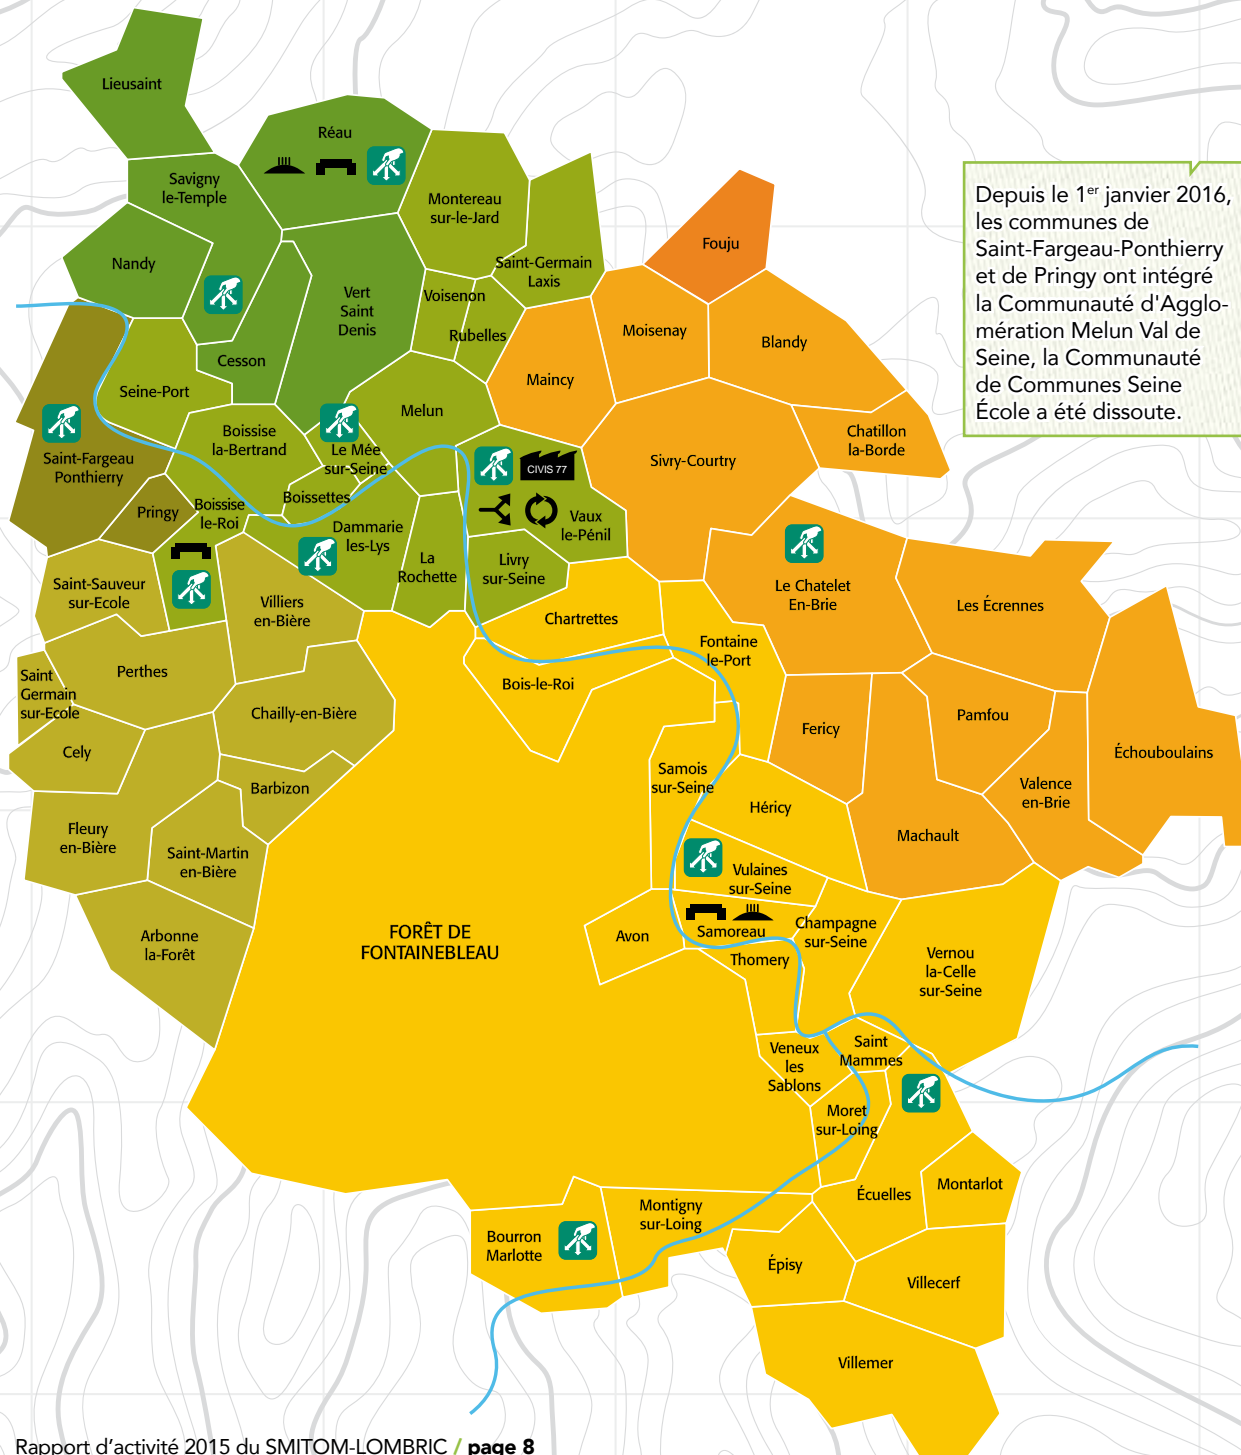 Lieusaint
Réau
Savigny
le-Temple
Montereau
sur-le-Jard
Nandy
Vert
Saint
Denis
Voisenon
Saint-Germain
Laxis
Rubelles
Fouju
Moisenay
Blandy
Depuis le 1er janvier 2016,
les communes de
Saint-Fargeau-Ponthierry
et de Pringy ont intégré
la Communauté d'Agglo-
mération Melun Val de
Seine, la Communauté
de Communes Seine
École a été dissoute.
Cesson
Seine-Port
Maincy
Melun
Boissise
la-Bertrand
Le Mée
sur-Seine
Chatillon
la-Borde
Sivry-Courtry
Saint-Fargeau
Ponthierry
CIVIS 77
Pringy
Boissise
le-Roi
Boissettes
Dammarie
les-Lys
Vaux
le-Pénil
La
Rochette
Livry
sur-Seine
Saint-Sauveur
sur-Ecole
Villiers
en-Bière
Chartrettes
Le Chatelet
En-Brie
Les Écrennes
Fontaine
le-Port
Saint
Germain
sur-Ecole
Perthes
Bois-le-Roi
Chailly-en-Bière
Fericy
Pamfou
Échouboulains
Cely
Barbizon
Samois
sur-Seine
Héricy
Valence
en-Brie
Machault
Fleury
en-Bière
Saint-Martin
en-Bière
Vulaines
sur-Seine
Arbonne
la-Forêt
FORÊT DE
FONTAINEBLEAU
Avon
Samoreau
Champagne
sur-Seine
Thomery
Vernou
la-Celle
sur-Seine
Veneux
les
Sablons
Saint
Mammes
Moret
sur-Loing
Écuelles
Montarlot
Montigny
sur-Loing
Bourron
Marlotte
Épisy
Villecerf
Villemer
Rapport d'activité 2015 du SMITOM-LOMBRIC / page 8